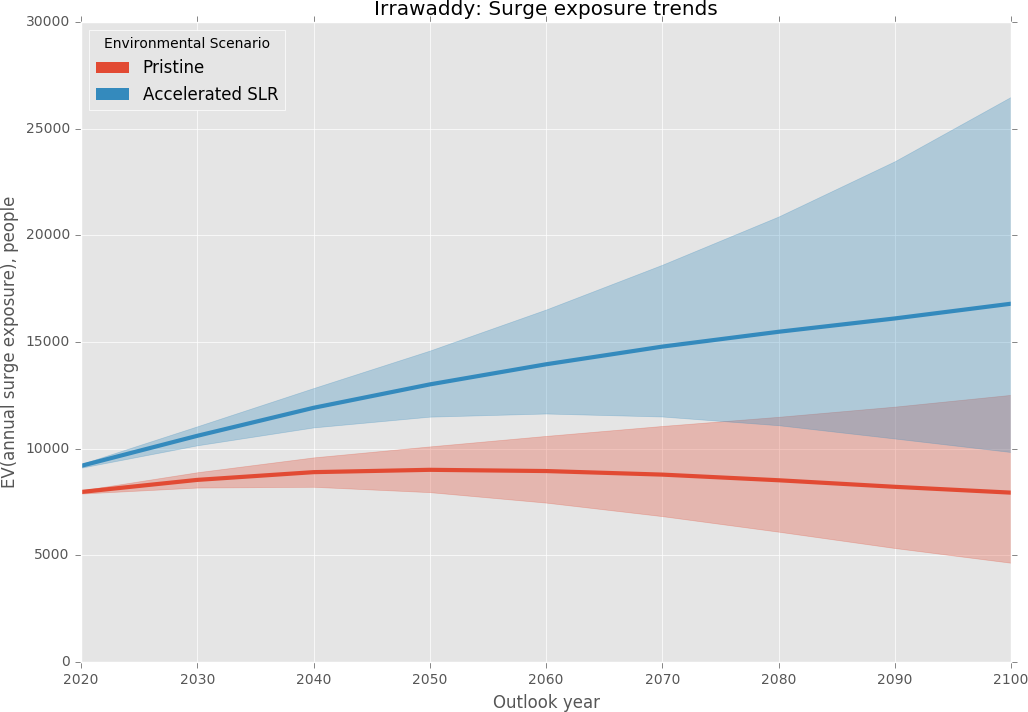 Irrawaddy: Surge exposure trends
30000
Environmental Scenario
Pristine
Accelerated SLR
25000
20000
15000
10000
5000
0
EV(annual surge exposure), people
2020 2030 2040 2050 2060 2070 2080 2090 2100
Outlook year